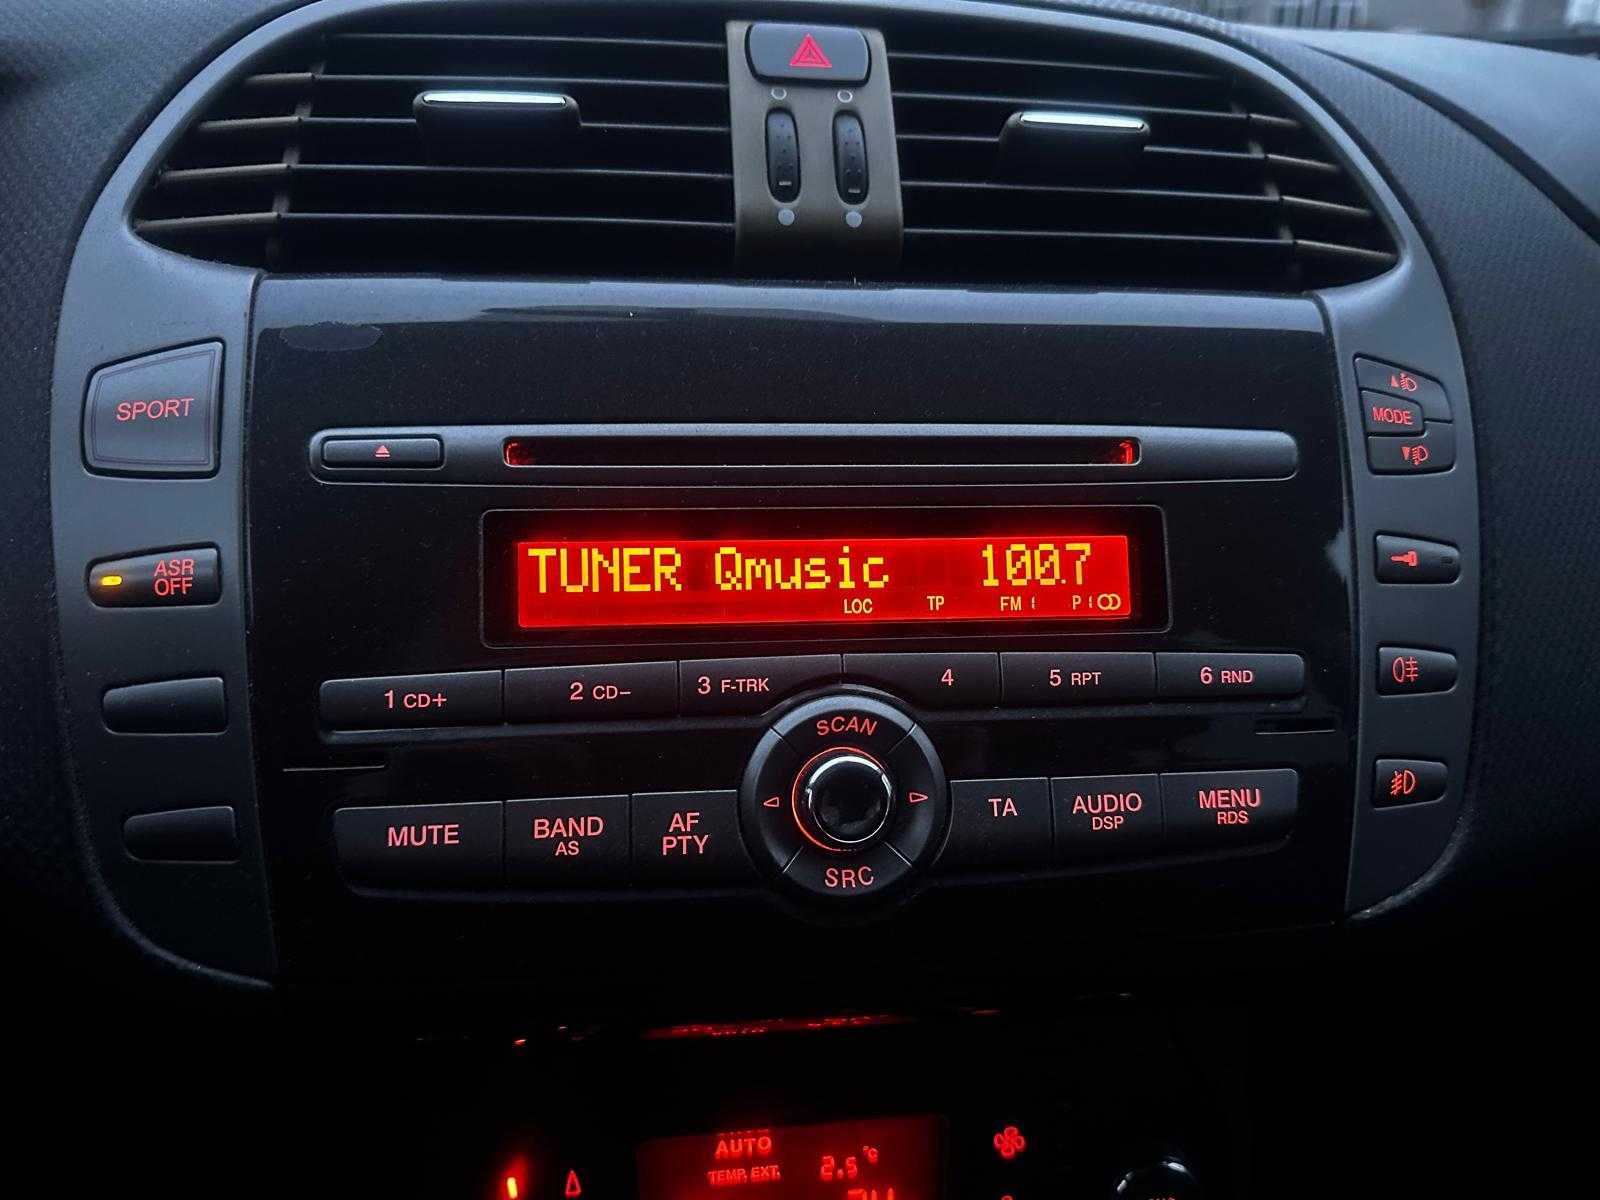 SPORT
MODE
ASR
OFF
TUNER Qmusic 100.7
LOC TP FM 1 P 1
1 CD+ 2 CD- 3 F-TRK 4 5 RPT 6 RND
SCAN
MUTE
BAND
AS
AF
PTY
TA
AUDIO
DSP
MENU
RDS
SRC
AUTO
TEMP. EXT. 2.5°C